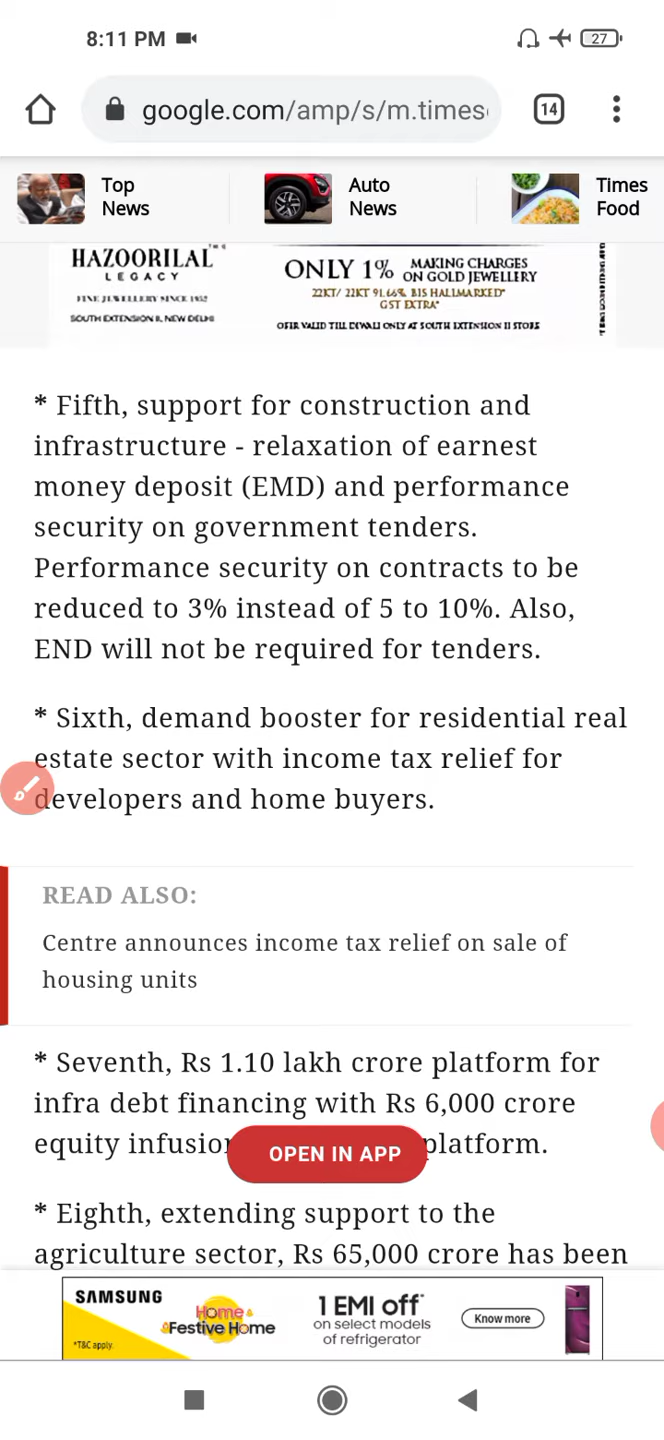 8:11 PM
27
google.com/amp/s/m.times
14
Top
News
Auto
News
Times
Food
HAZOORILAL
LEGACY
FINE JEWELLERY SINCE 1952
SOUTH EXTENSION II, NEW DELHI
ONLY 1% MAKING CHARGES
ON GOLD JEWELLERY
22KT/ 21KT 91.66% BIS HALLMARKED*
GST EXTRA*
OFER VALID TILL DIWALI ONLY AT SOUTH EXTENSION II STORE
* Fifth, support for construction and
infrastructure - relaxation of earnest
money deposit (EMD) and performance
security on government tenders.
Performance security on contracts to be
reduced to 3% instead of 5 to 10%. Also,
END will not be required for tenders.
* Sixth, demand booster for residential real
estate sector with income tax relief for
developers and home buyers.
READ ALSO:
Centre announces income tax relief on sale of
housing units
* Seventh, Rs 1.10 lakh crore platform for
infra debt financing with Rs 6,000 crore
equity infusion platform.
OPEN IN APP
* Eighth, extending support to the
agriculture sector, Rs 65,000 crore has been
SAMSUNG
Home
Festive Home
*T&C apply.
1 EMI off*
on select models
of refrigerator
Know more